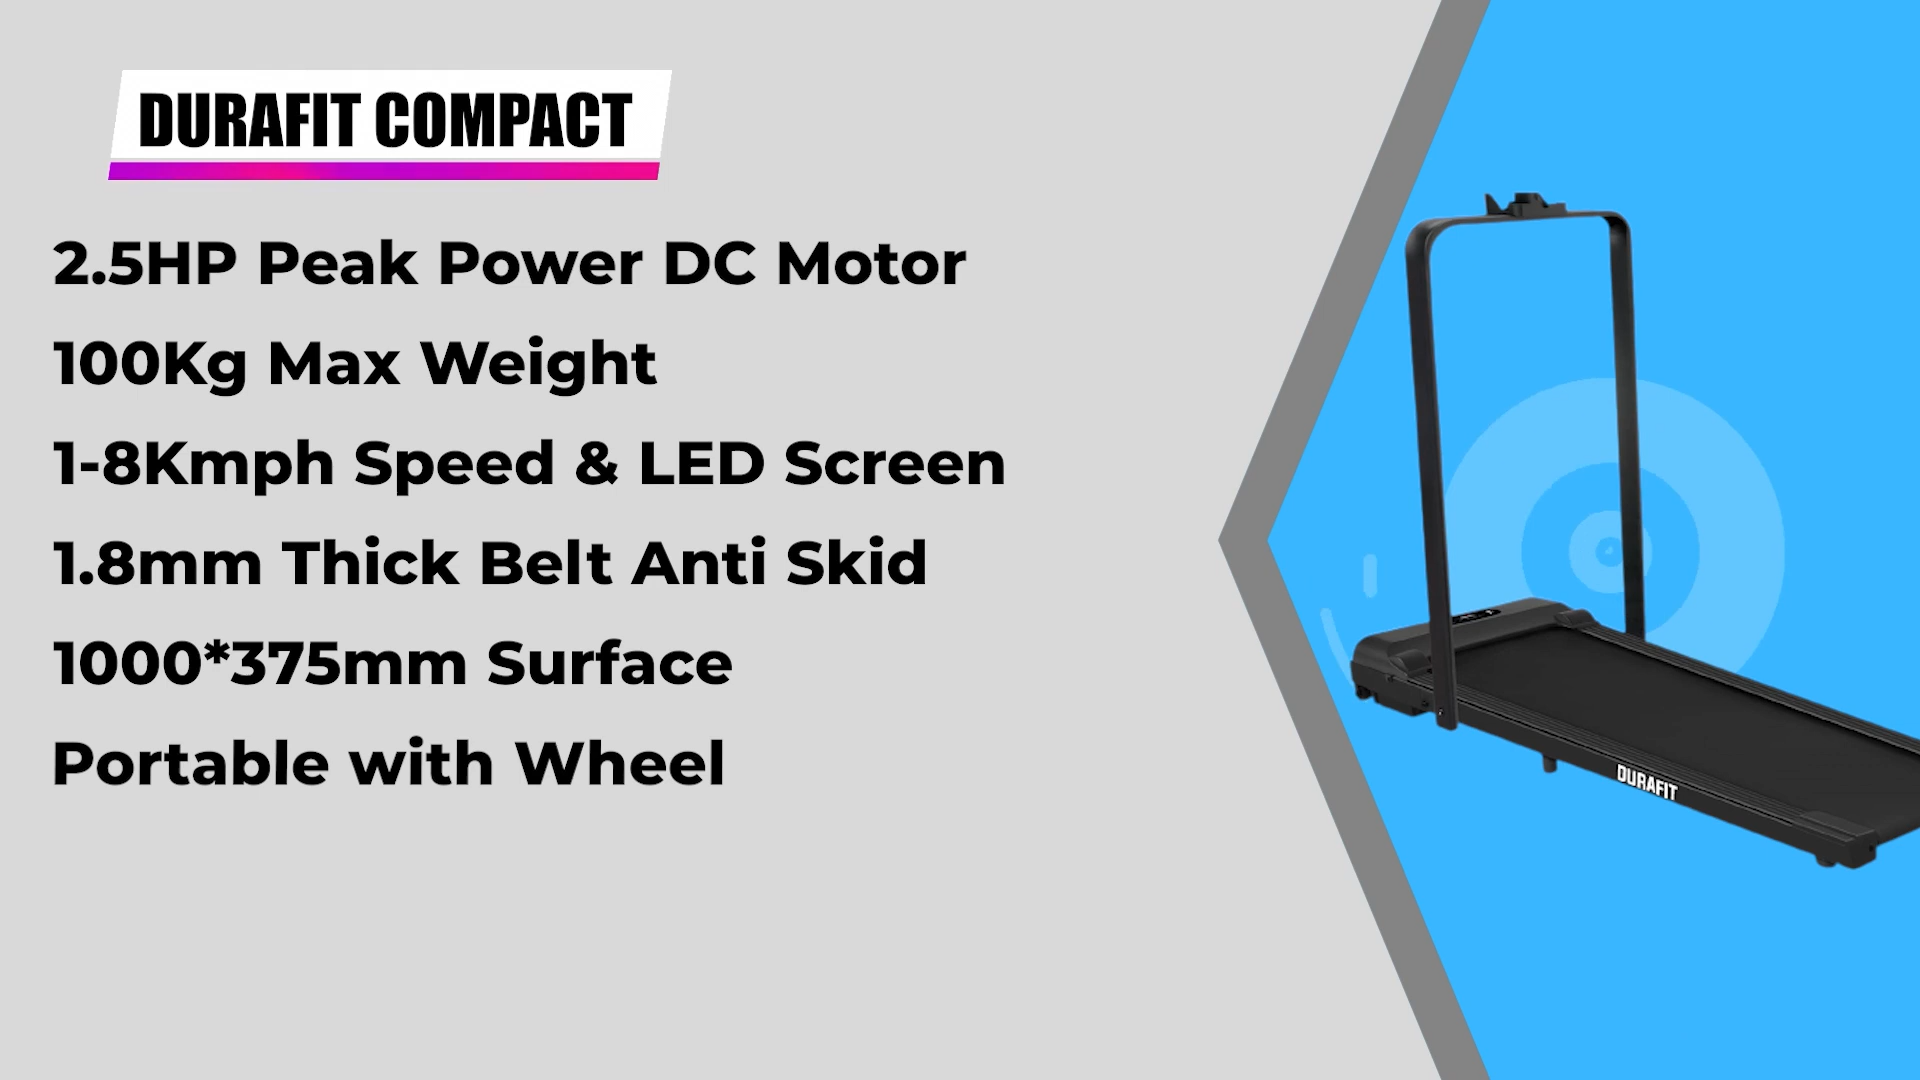 DURAFIT COMPACT
2.5HP Peak Power DC Motor
100Kg Max Weight
1-8Kmph Speed & LED Screen
1.8mm Thick Belt Anti Skid
1000*375mm Surface
Portable with Wheel
DURAFIT